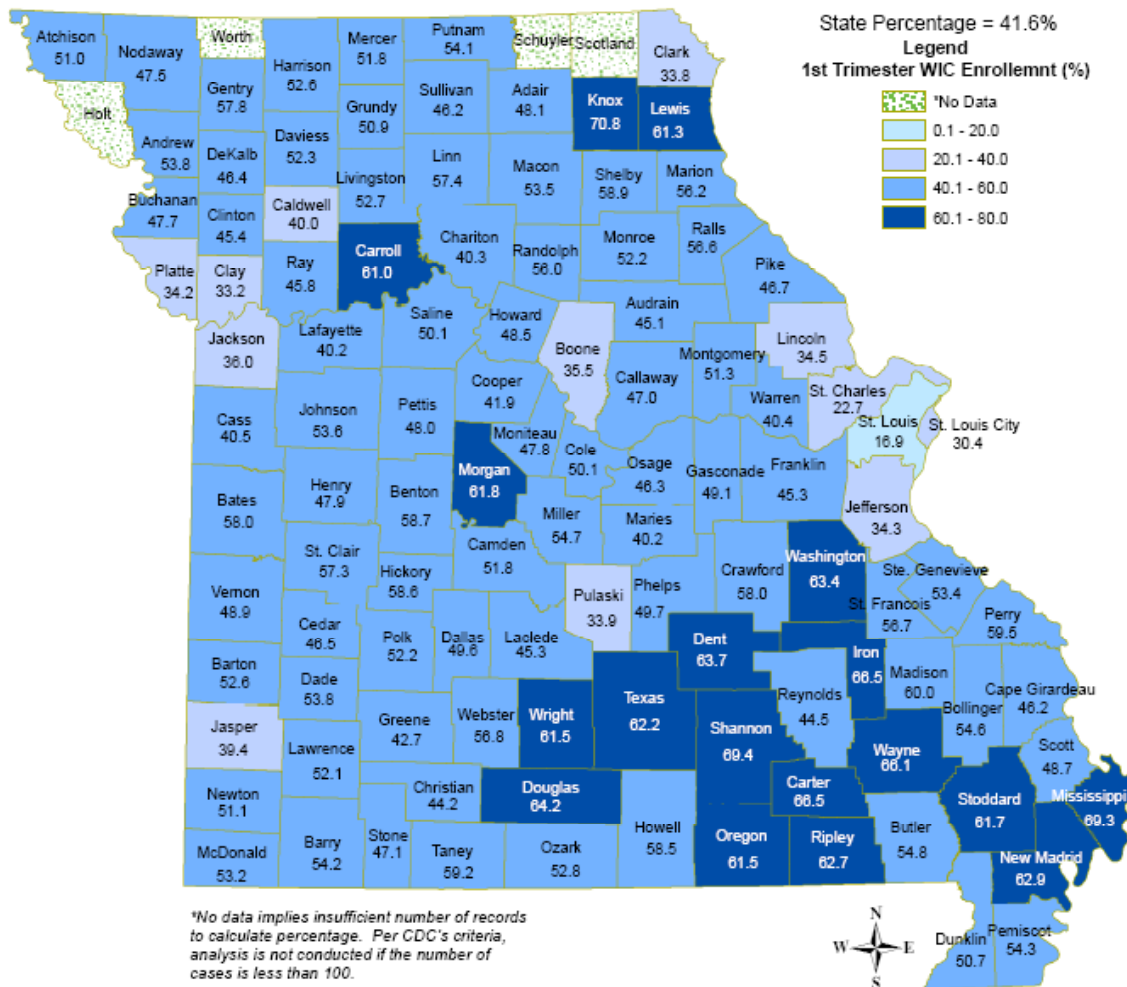 State Percentage = 41.6%
Legend
1st Trimester WIC Enrollemnt (%)
*No Data
0.1 - 20.0
20.1 - 40.0
40.1 - 60.0
60.1 - 80.0
Atchison
51.0
Nodaway
47.5
Worth
Harrison
52.6
Mercer
51.8
Putnam
54.1
Schuyler
Scotland
Clark
33.8
Holt
Gentry
57.8
Sullivan
46.2
Adair
48.1
Knox
70.8
Lewis
61.3
Andrew
53.8
DeKalb
46.4
Daviess
52.3
Grundy
50.9
Linn
57.4
Macon
53.5
Shelby
58.9
Marion
56.2
Buchanan
47.7
Clinton
45.4
Caldwell
40.0
Livingston
52.7
Chariton
40.3
Randolph
56.0
Monroe
52.2
Ralls
56.6
Pike
46.7
Platte
34.2
Clay
33.2
Ray
45.8
Carroll
61.0
Saline
50.1
Howard
48.5
Boone
35.5
Audrain
45.1
Jackson
36.0
Lafayette
40.2
Cooper
41.9
Callaway
47.0
Montgomery
51.3
Lincoln
34.5
Warren
40.4
St. Charles
22.7
St. Louis
16.9
St. Louis City
30.4
Cass
40.5
Johnson
53.6
Pettis
48.0
Moniteau
47.8
Cole
50.1
Osage
46.3
Gasconade
49.1
Franklin
45.3
Jefferson
34.3
Bates
58.0
Henry
47.9
Benton
58.7
Morgan
61.8
Miller
54.7
Maries
40.2
Washington
63.4
St. Clair
57.3
Hickory
58.6
Camden
51.8
Pulaski
33.9
Phelps
49.7
Crawford
58.0
Ste. Genevieve
53.4
St. Francois
56.7
Perry
59.5
Vernon
48.9
Cedar
46.5
Polk
52.2
Dallas
49.6
Laclede
45.3
Dent
63.7
Iron
66.5
Madison
60.0
Cape Girardeau
46.2
Bollinger
54.6
Barton
52.6
Dade
53.8
Greene
42.7
Webster
56.8
Wright
61.5
Texas
62.2
Shannon
69.4
Reynolds
44.5
Wayne
66.1
Scott
48.7
Jasper
39.4
Lawrence
52.1
Christian
44.2
Douglas
64.2
Carter
66.5
Stoddard
61.7
Mississippi
69.3
Newton
51.1
McDonald
53.2
Barry
54.2
Stone
47.1
Taney
59.2
Ozark
52.8
Howell
58.5
Oregon
61.5
Ripley
62.7
Butler
54.8
New Madrid
62.9
Dunklin
50.7
Pemiscot
54.3
*No data implies insufficient number of records
to calculate percentage. Per CDC's criteria,
analysis is not conducted if the number of
cases is less than 100.
N
W E
S